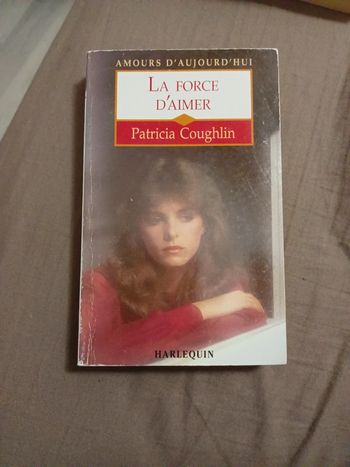 AMOURS D'AUJOURD'HUI
LA FORCE
D'AIMER
Patricia Coughlin
HARLEQUIN